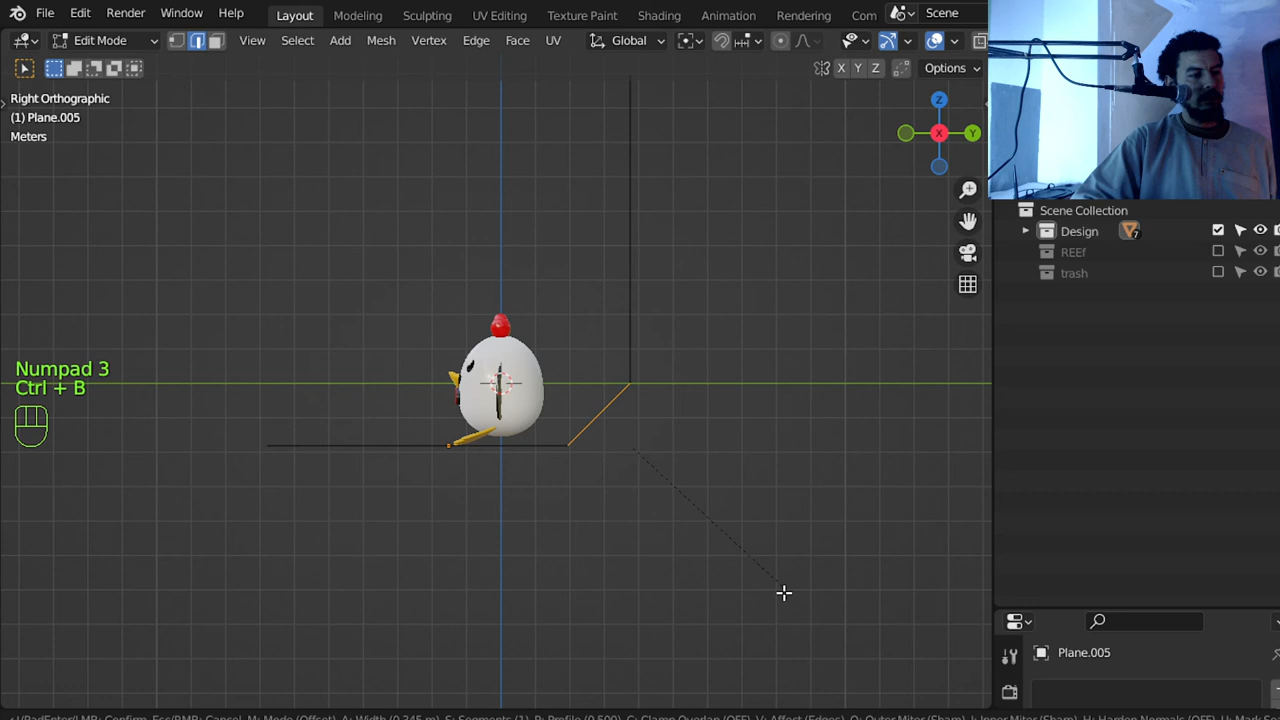 File Edit Render Window Help Layout Modeling Sculpting UV Editing Texture Paint Shading Animation Rendering Com Scene
Edit Mode View Select Add Mesh Vertex Edge Face UV Global
X Y Z Options
Right Orthographic
(1) Plane.005
Meters
Z
X Y
Scene Collection
Design 7
REEf
trash
Numpad 3
Ctrl + B
Plane.005